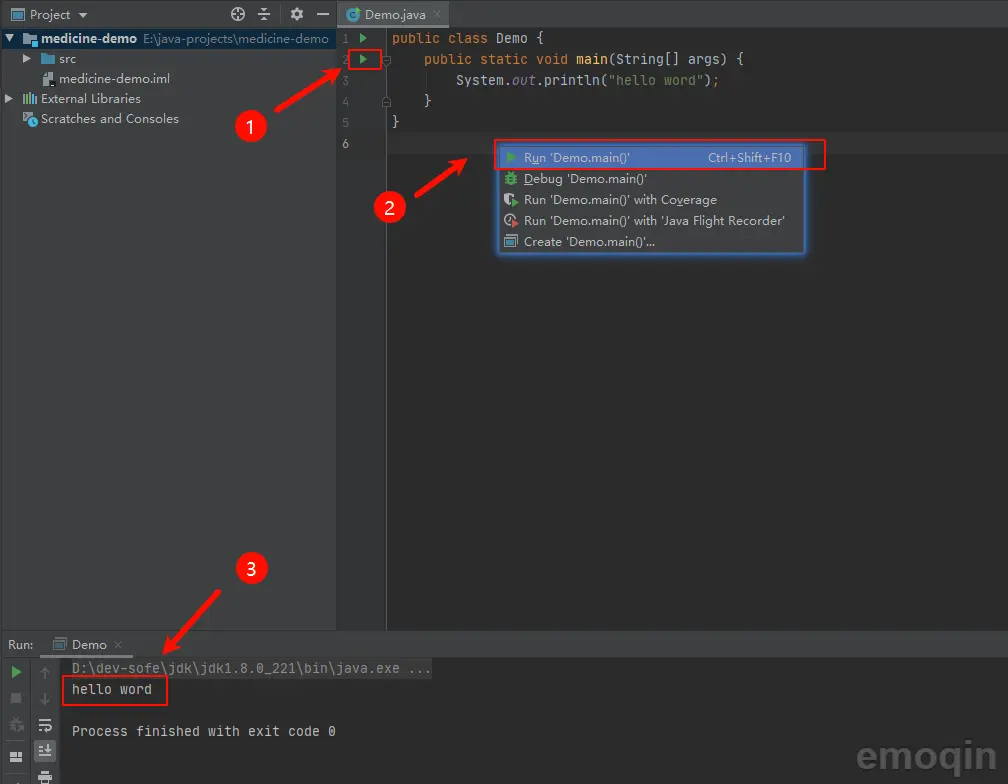 Project
Demo.java
medicine-demo E:\java-projects\medicine-demo
src
medicine-demo.iml
External Libraries
Scratches and Consoles
1 public class Demo {
2 public static void main(String[] args) {
3 System.out.println("hello word");
4 }
5 }
6
1
2
Run 'Demo.main()' Ctrl+Shift+F10
Debug 'Demo.main()'
Run 'Demo.main()' with Coverage
Run 'Demo.main()' with 'Java Flight Recorder'
Create 'Demo.main()'...
3
Run: Demo
D:\dev-sofe\jdk\jdk1.8.0_221\bin\java.exe ...
hello word
Process finished with exit code 0
emoqin